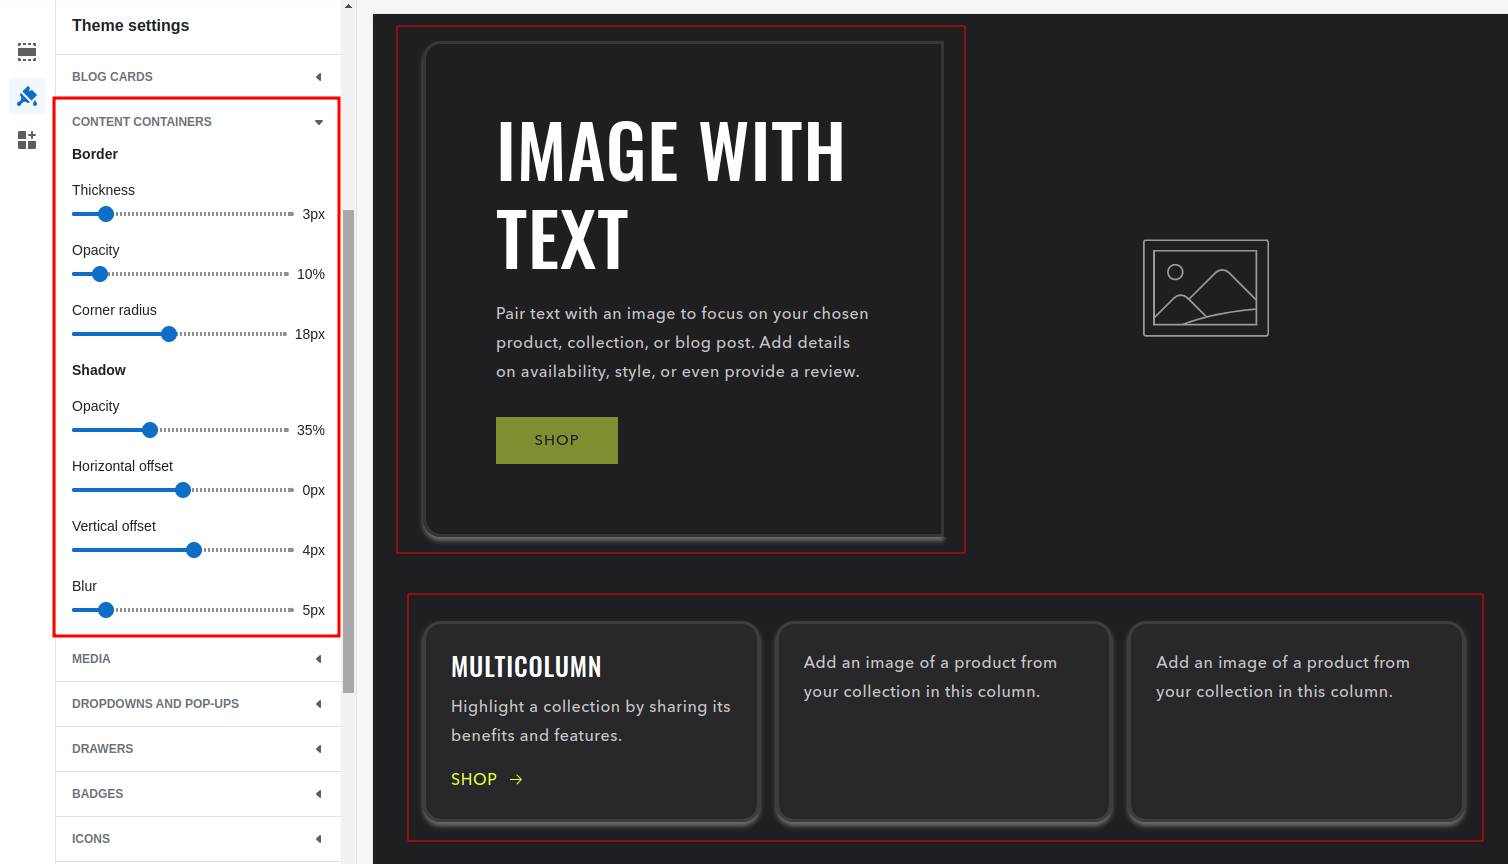 Theme settings
BLOG CARDS
CONTENT CONTAINERS
Border
Thickness
3px
Opacity
10%
Corner radius
18px
Shadow
Opacity
35%
Horizontal offset
0px
Vertical offset
4px
Blur
5px
MEDIA
DROPDOWNS AND POP-UPS
DRAWERS
BADGES
ICONS
IMAGE WITH
TEXT
Pair text with an image to focus on your chosen
product, collection, or blog post. Add details
on availability, style, or even provide a review.
SHOP
MULTICOLUMN
Highlight a collection by sharing its
benefits and features.
SHOP →
Add an image of a product from
your collection in this column.
Add an image of a product from
your collection in this column.